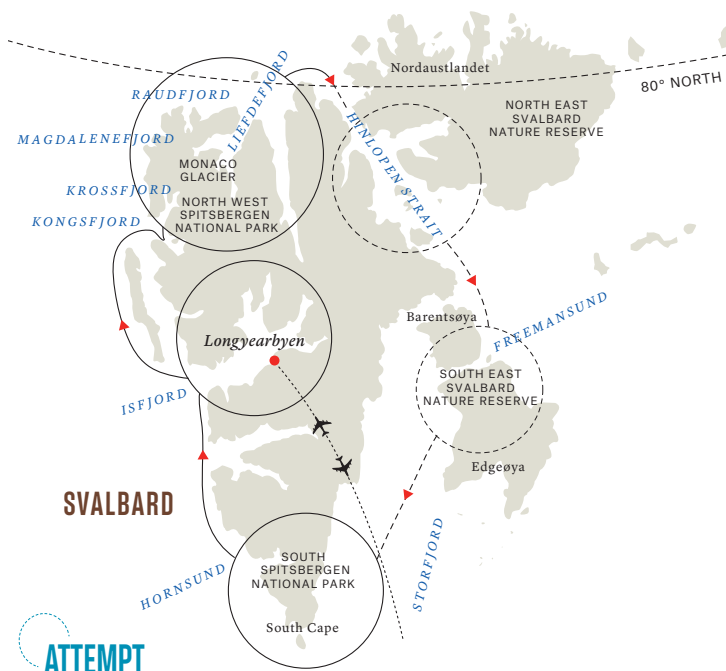 Nordaustlandet
80° NORTH
LIEFDEFJORD
RAUDFJORD
NORTH EAST
SVALBARD
NATURE RESERVE
HINLOPEN STRAIT
MAGDALENEFJORD
MONACO
GLACIER
KROSSFJORD
NORTH WEST
SPITSBERGEN
NATIONAL PARK
KONGSFJORD
Barentsøya
FREEMANSUND
Longyearbyen
SOUTH EAST
SVALBARD
NATURE RESERVE
ISFJORD
Edgeøya
SVALBARD
STORFJORD
HORNSUND
SOUTH
SPITSBERGEN
NATIONAL PARK
South Cape
ATTEMPT